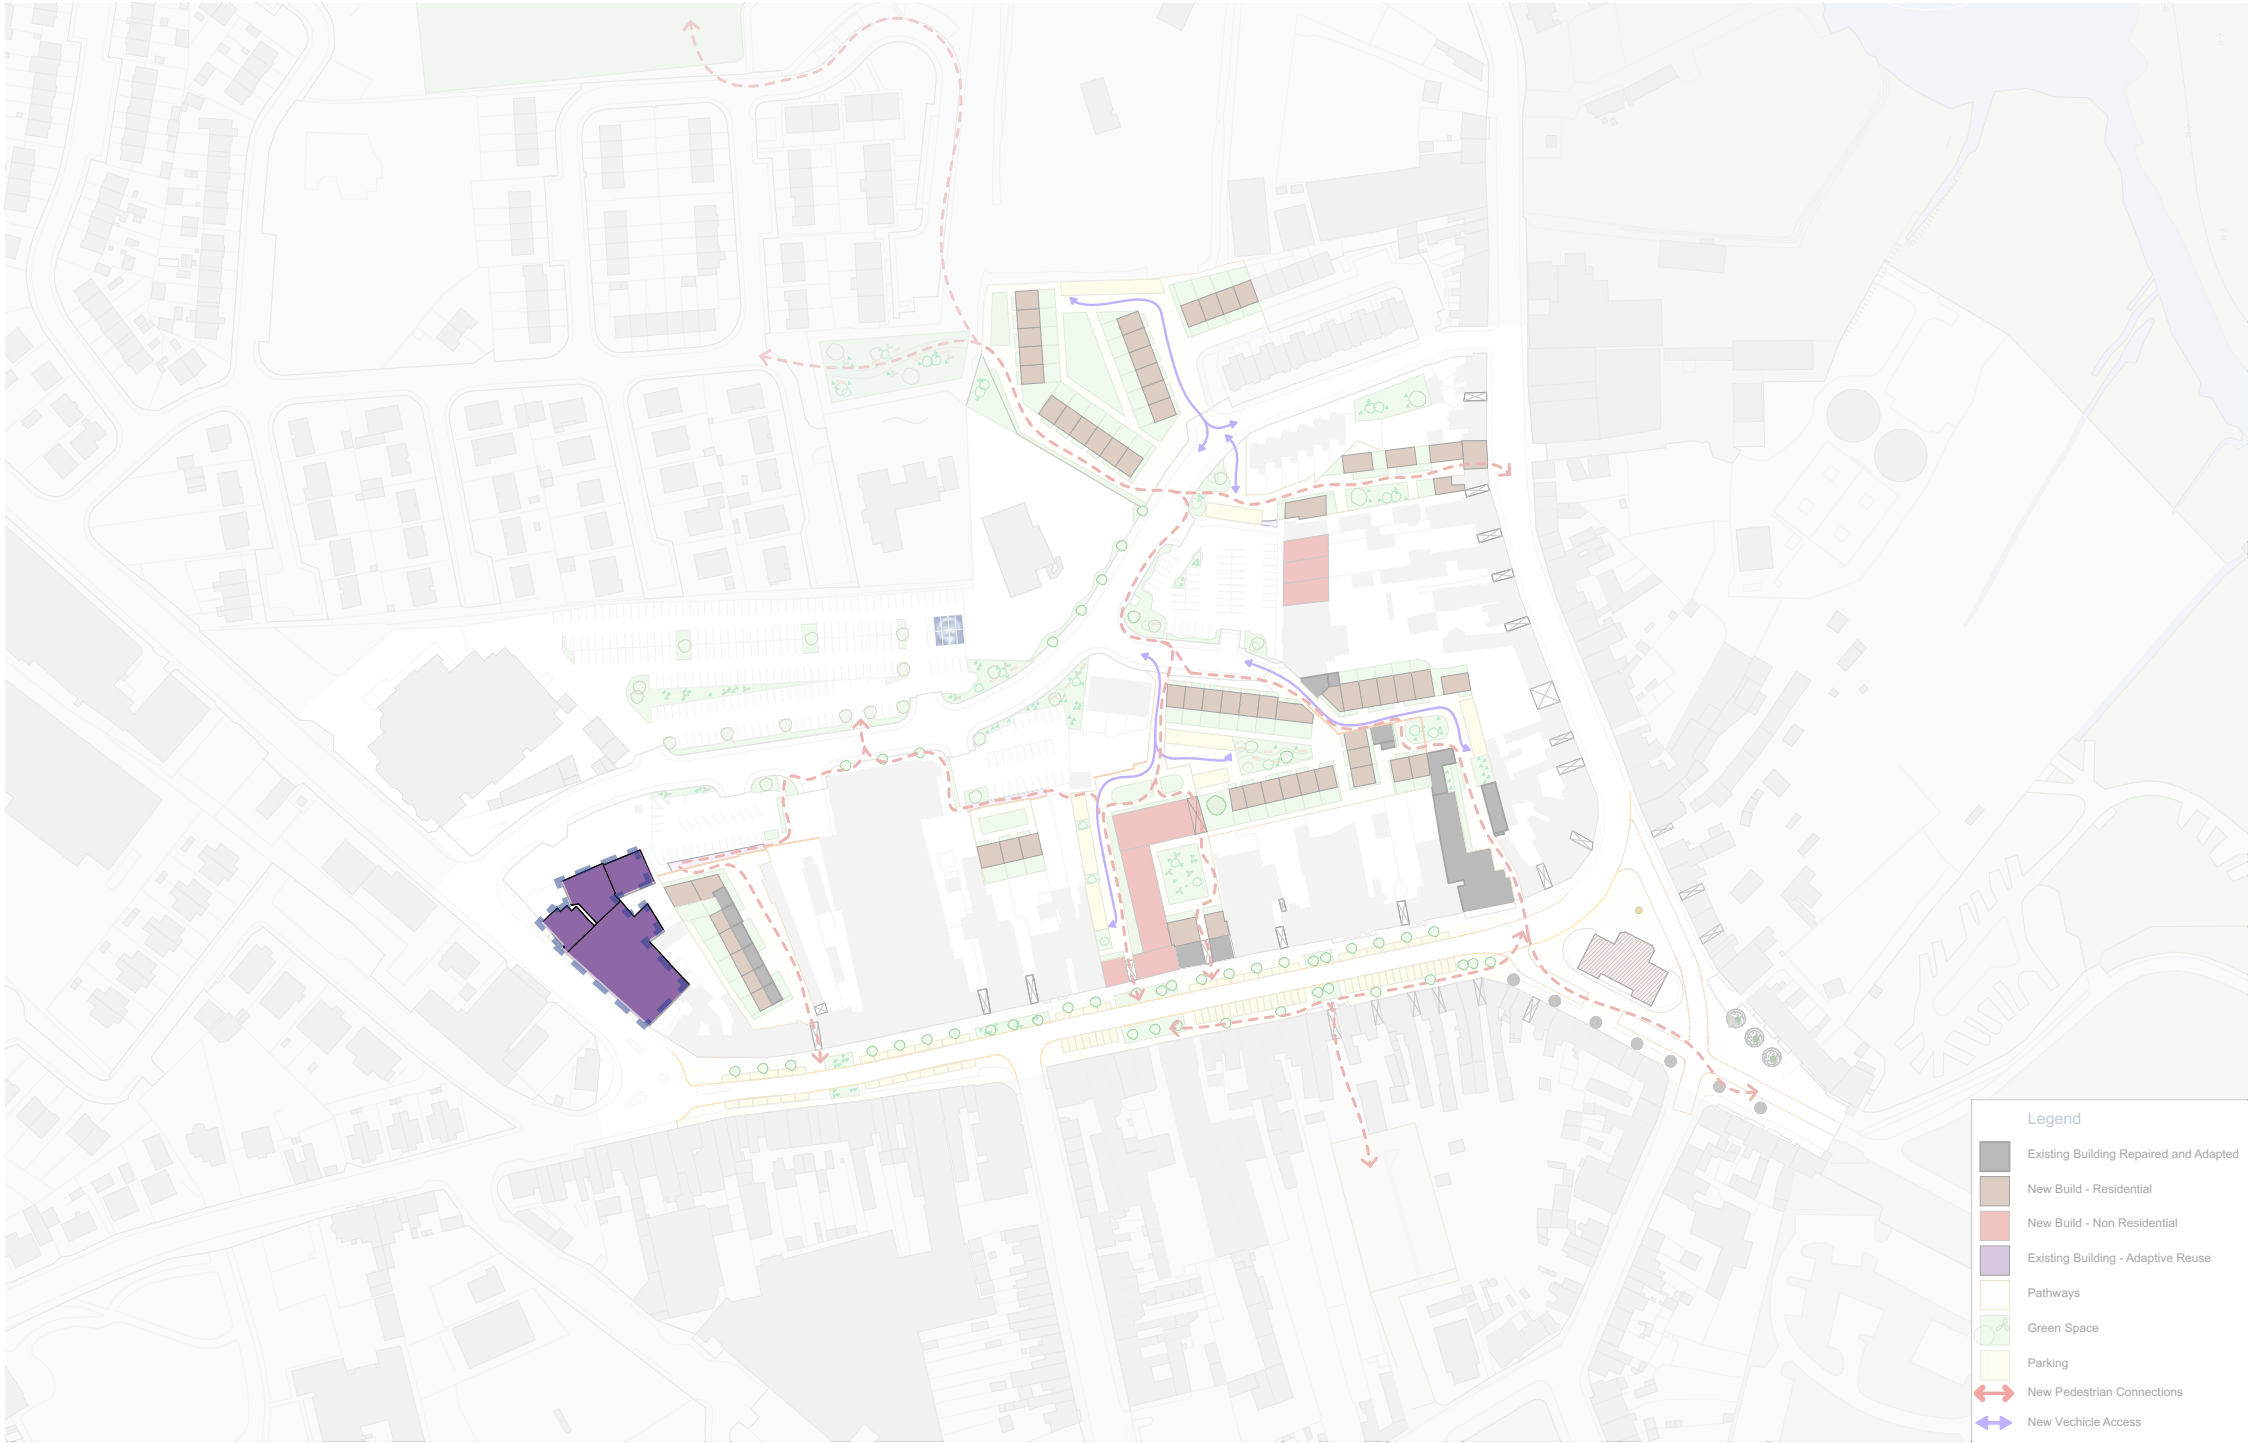 Legend
Existing Building Repaired and Adapted
New Build - Residential
New Build - Non Residential
Existing Building - Adaptive Reuse
Pathways
Green Space
Parking
New Pedestrian Connections
New Vechicle Access